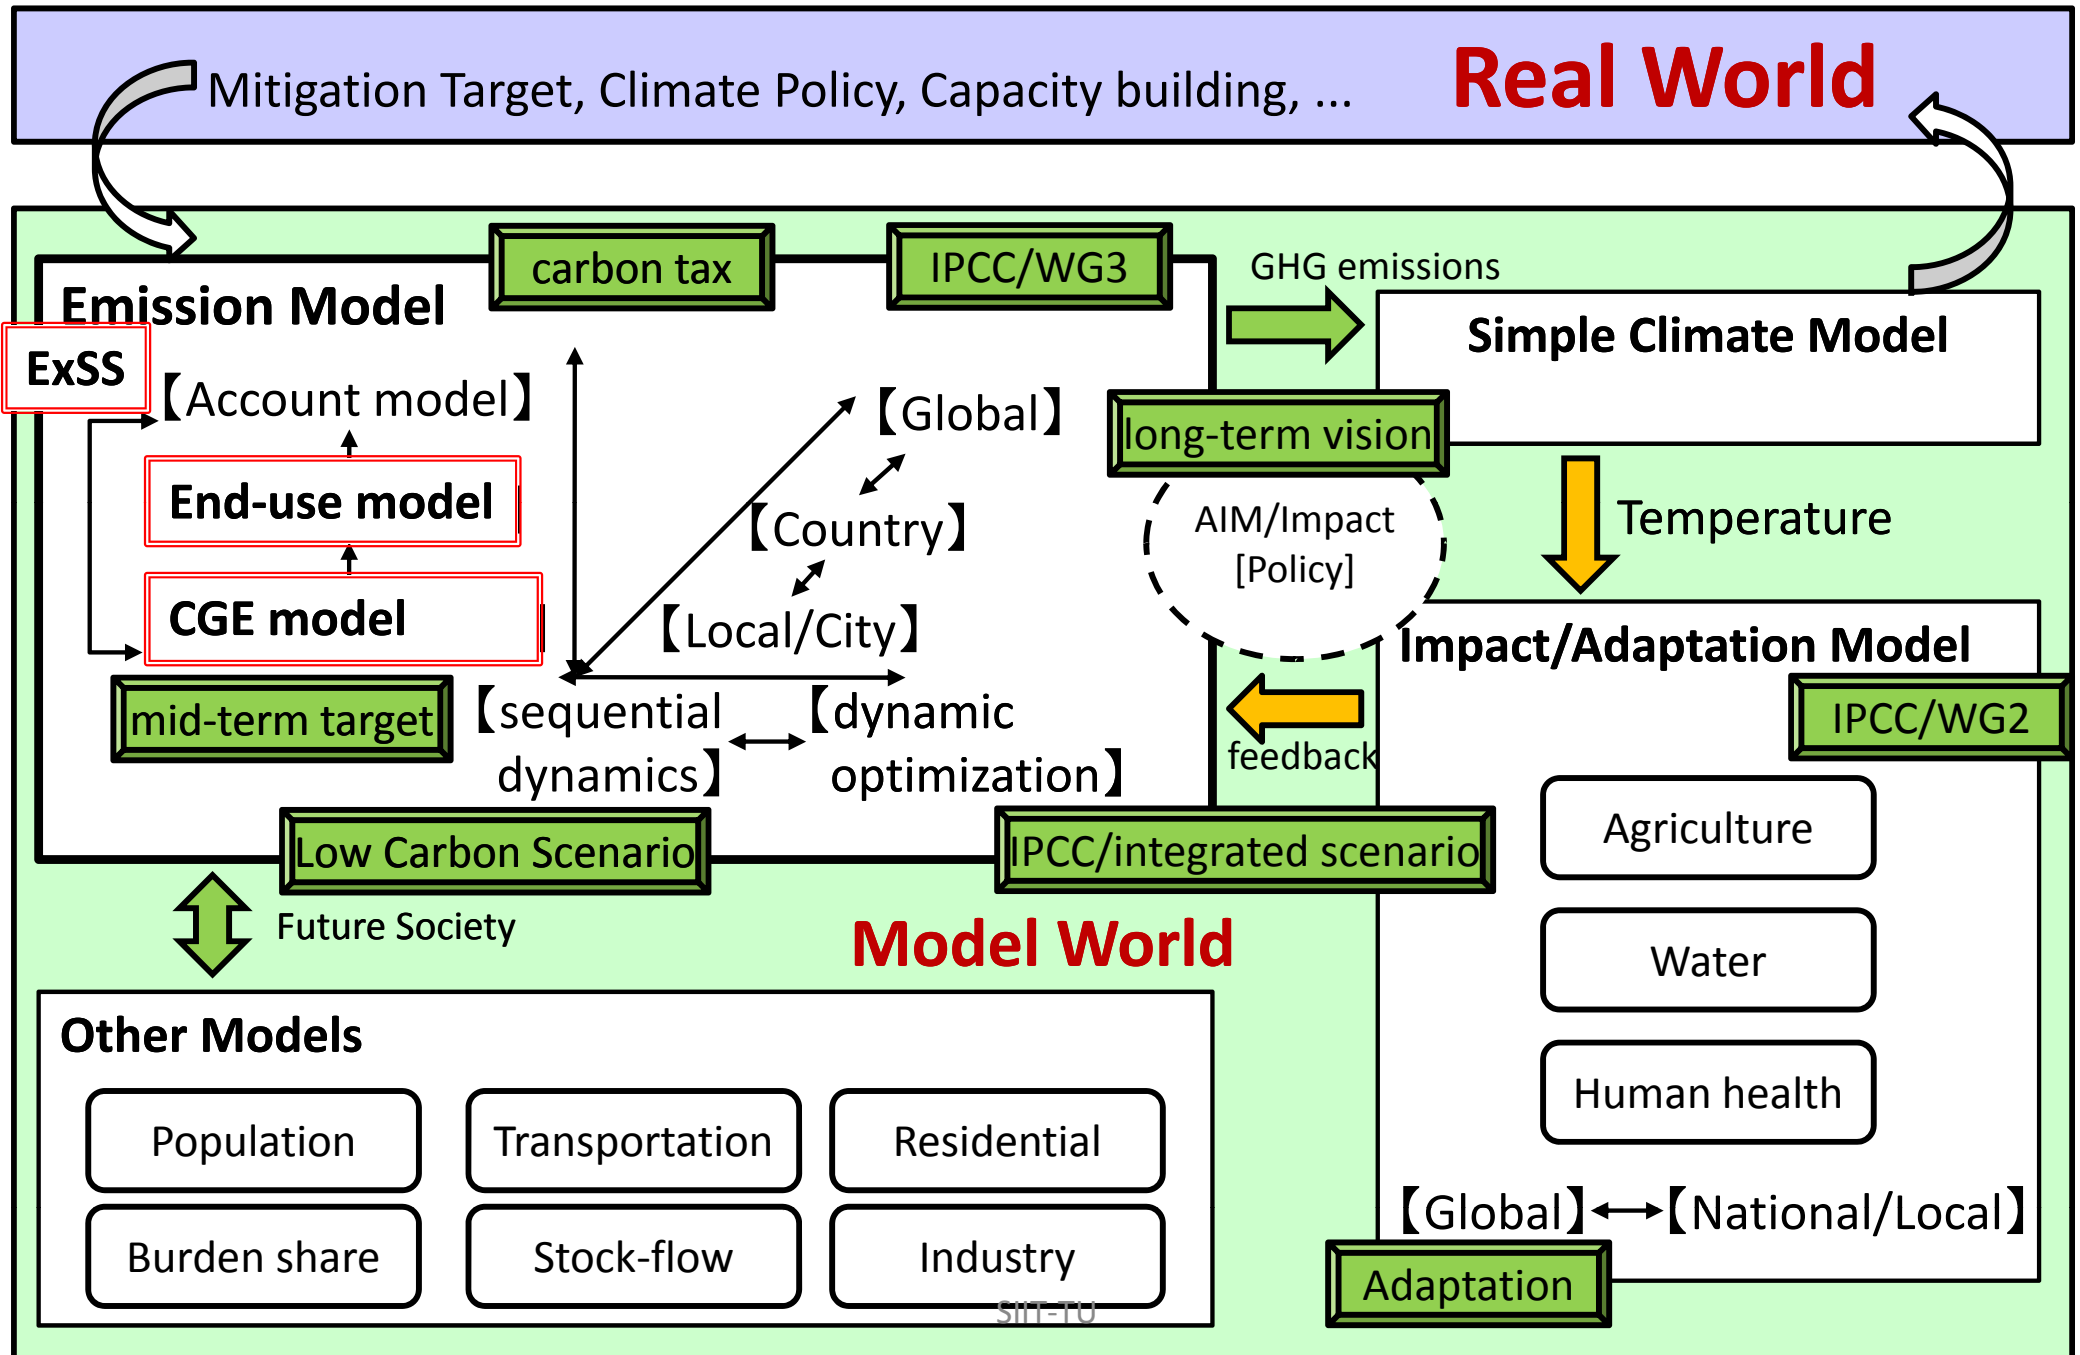 Mitigation Target, Climate Policy, Capacity building, ...
Real World
carbon tax
IPCC/WG3
GHG emissions
Emission Model
Simple Climate Model
ExSS
【Account model】
【Global】
long-term vision
End-use model
【Country】
AIM/Impact
[Policy]
Temperature
CGE model
【Local/City】
Impact/Adaptation Model
mid-term target
【sequential
dynamics】
【dynamic
optimization】
feedback
IPCC/WG2
Low Carbon Scenario
IPCC/integrated scenario
Agriculture
Future Society
Model World
Water
Other Models
Human health
Population
Transportation
Residential
【Global】
【National/Local】
Burden share
Stock-flow
Industry
Adaptation
SIIT-TU